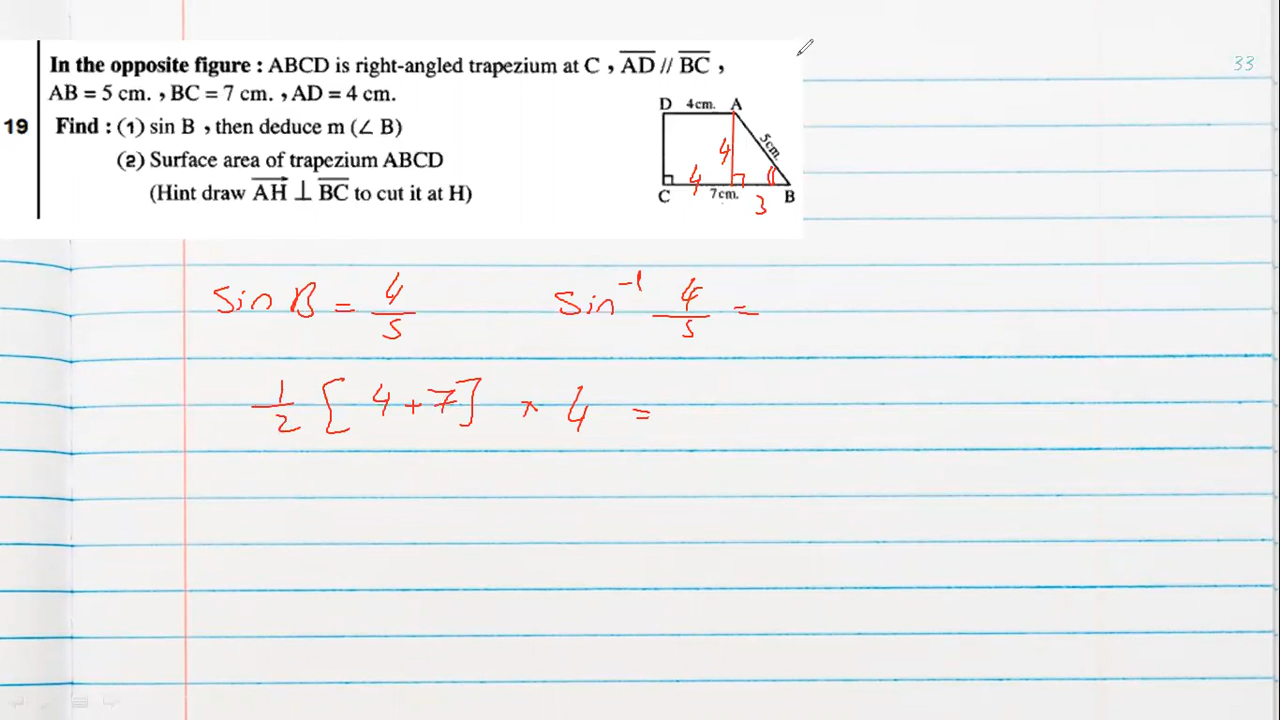 In the opposite figure : ABCD is right-angled trapezium at C , AD // BC ,
AB = 5 cm. , BC = 7 cm. , AD = 4 cm.
19 Find : (1) sin B , then deduce m (∠ B)
(2) Surface area of trapezium ABCD
(Hint draw AH ⊥ BC to cut it at H)
33
D 4cm. A
5cm.
4
4
C 7cm. B
3
sin B = 4/5 sin⁻¹ 4/5 =
1/2 [ 4 + 7 ] × 4 =